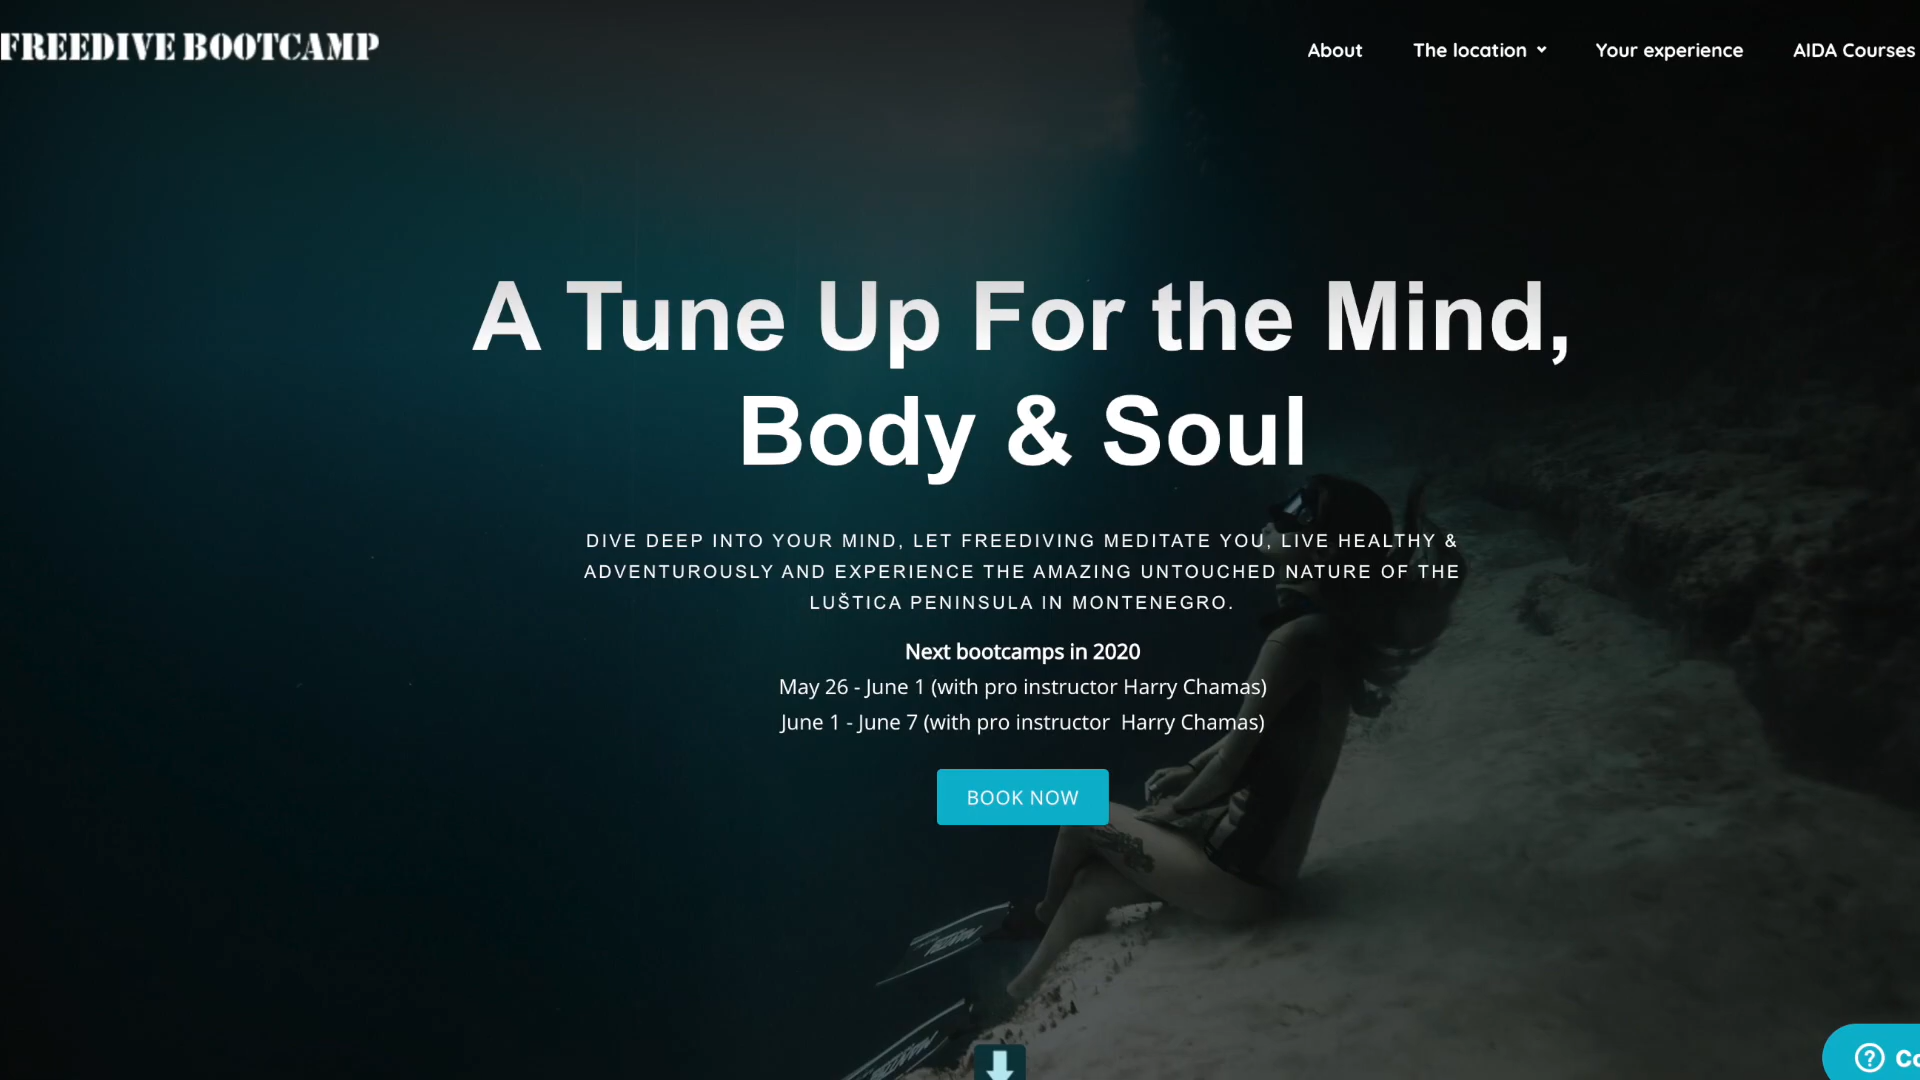 FREEDIVE BOOTCAMP
About
The location
Your experience
AIDA Courses
A Tune Up For the Mind,
Body & Soul
DIVE DEEP INTO YOUR MIND, LET FREEDIVING MEDITATE YOU, LIVE HEALTHY &
ADVENTUROUSLY AND EXPERIENCE THE AMAZING UNTOUCHED NATURE OF THE
LUŠTICA PENINSULA IN MONTENEGRO.
Next bootcamps in 2020
May 26 - June 1 (with pro instructor Harry Chamas)
June 1 - June 7 (with pro instructor Harry Chamas)
BOOK NOW